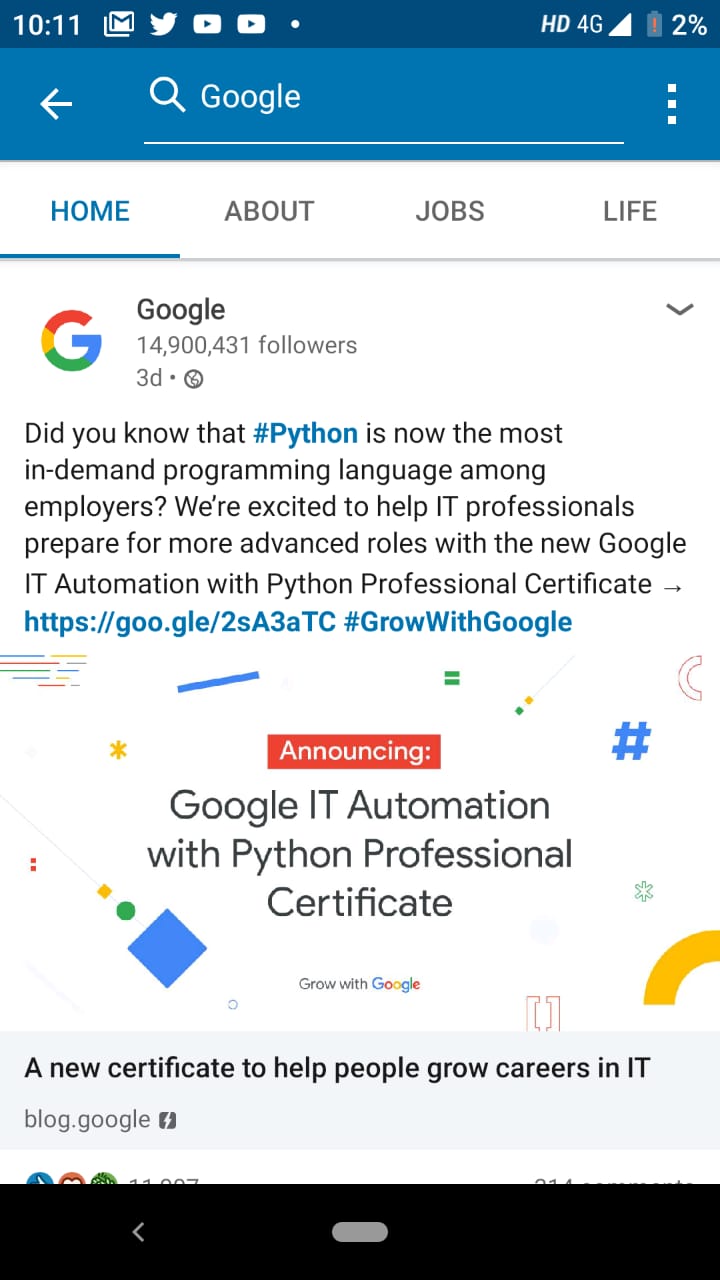 10:11
HD 4G 2%
Google
HOME ABOUT JOBS LIFE
Google
14,900,431 followers
3d •
Did you know that #Python is now the most
in-demand programming language among
employers? We’re excited to help IT professionals
prepare for more advanced roles with the new Google
IT Automation with Python Professional Certificate →
https://goo.gle/2sA3aTC #GrowWithGoogle
Announcing:
Google IT Automation
with Python Professional
Certificate
Grow with Google
A new certificate to help people grow careers in IT
blog.google